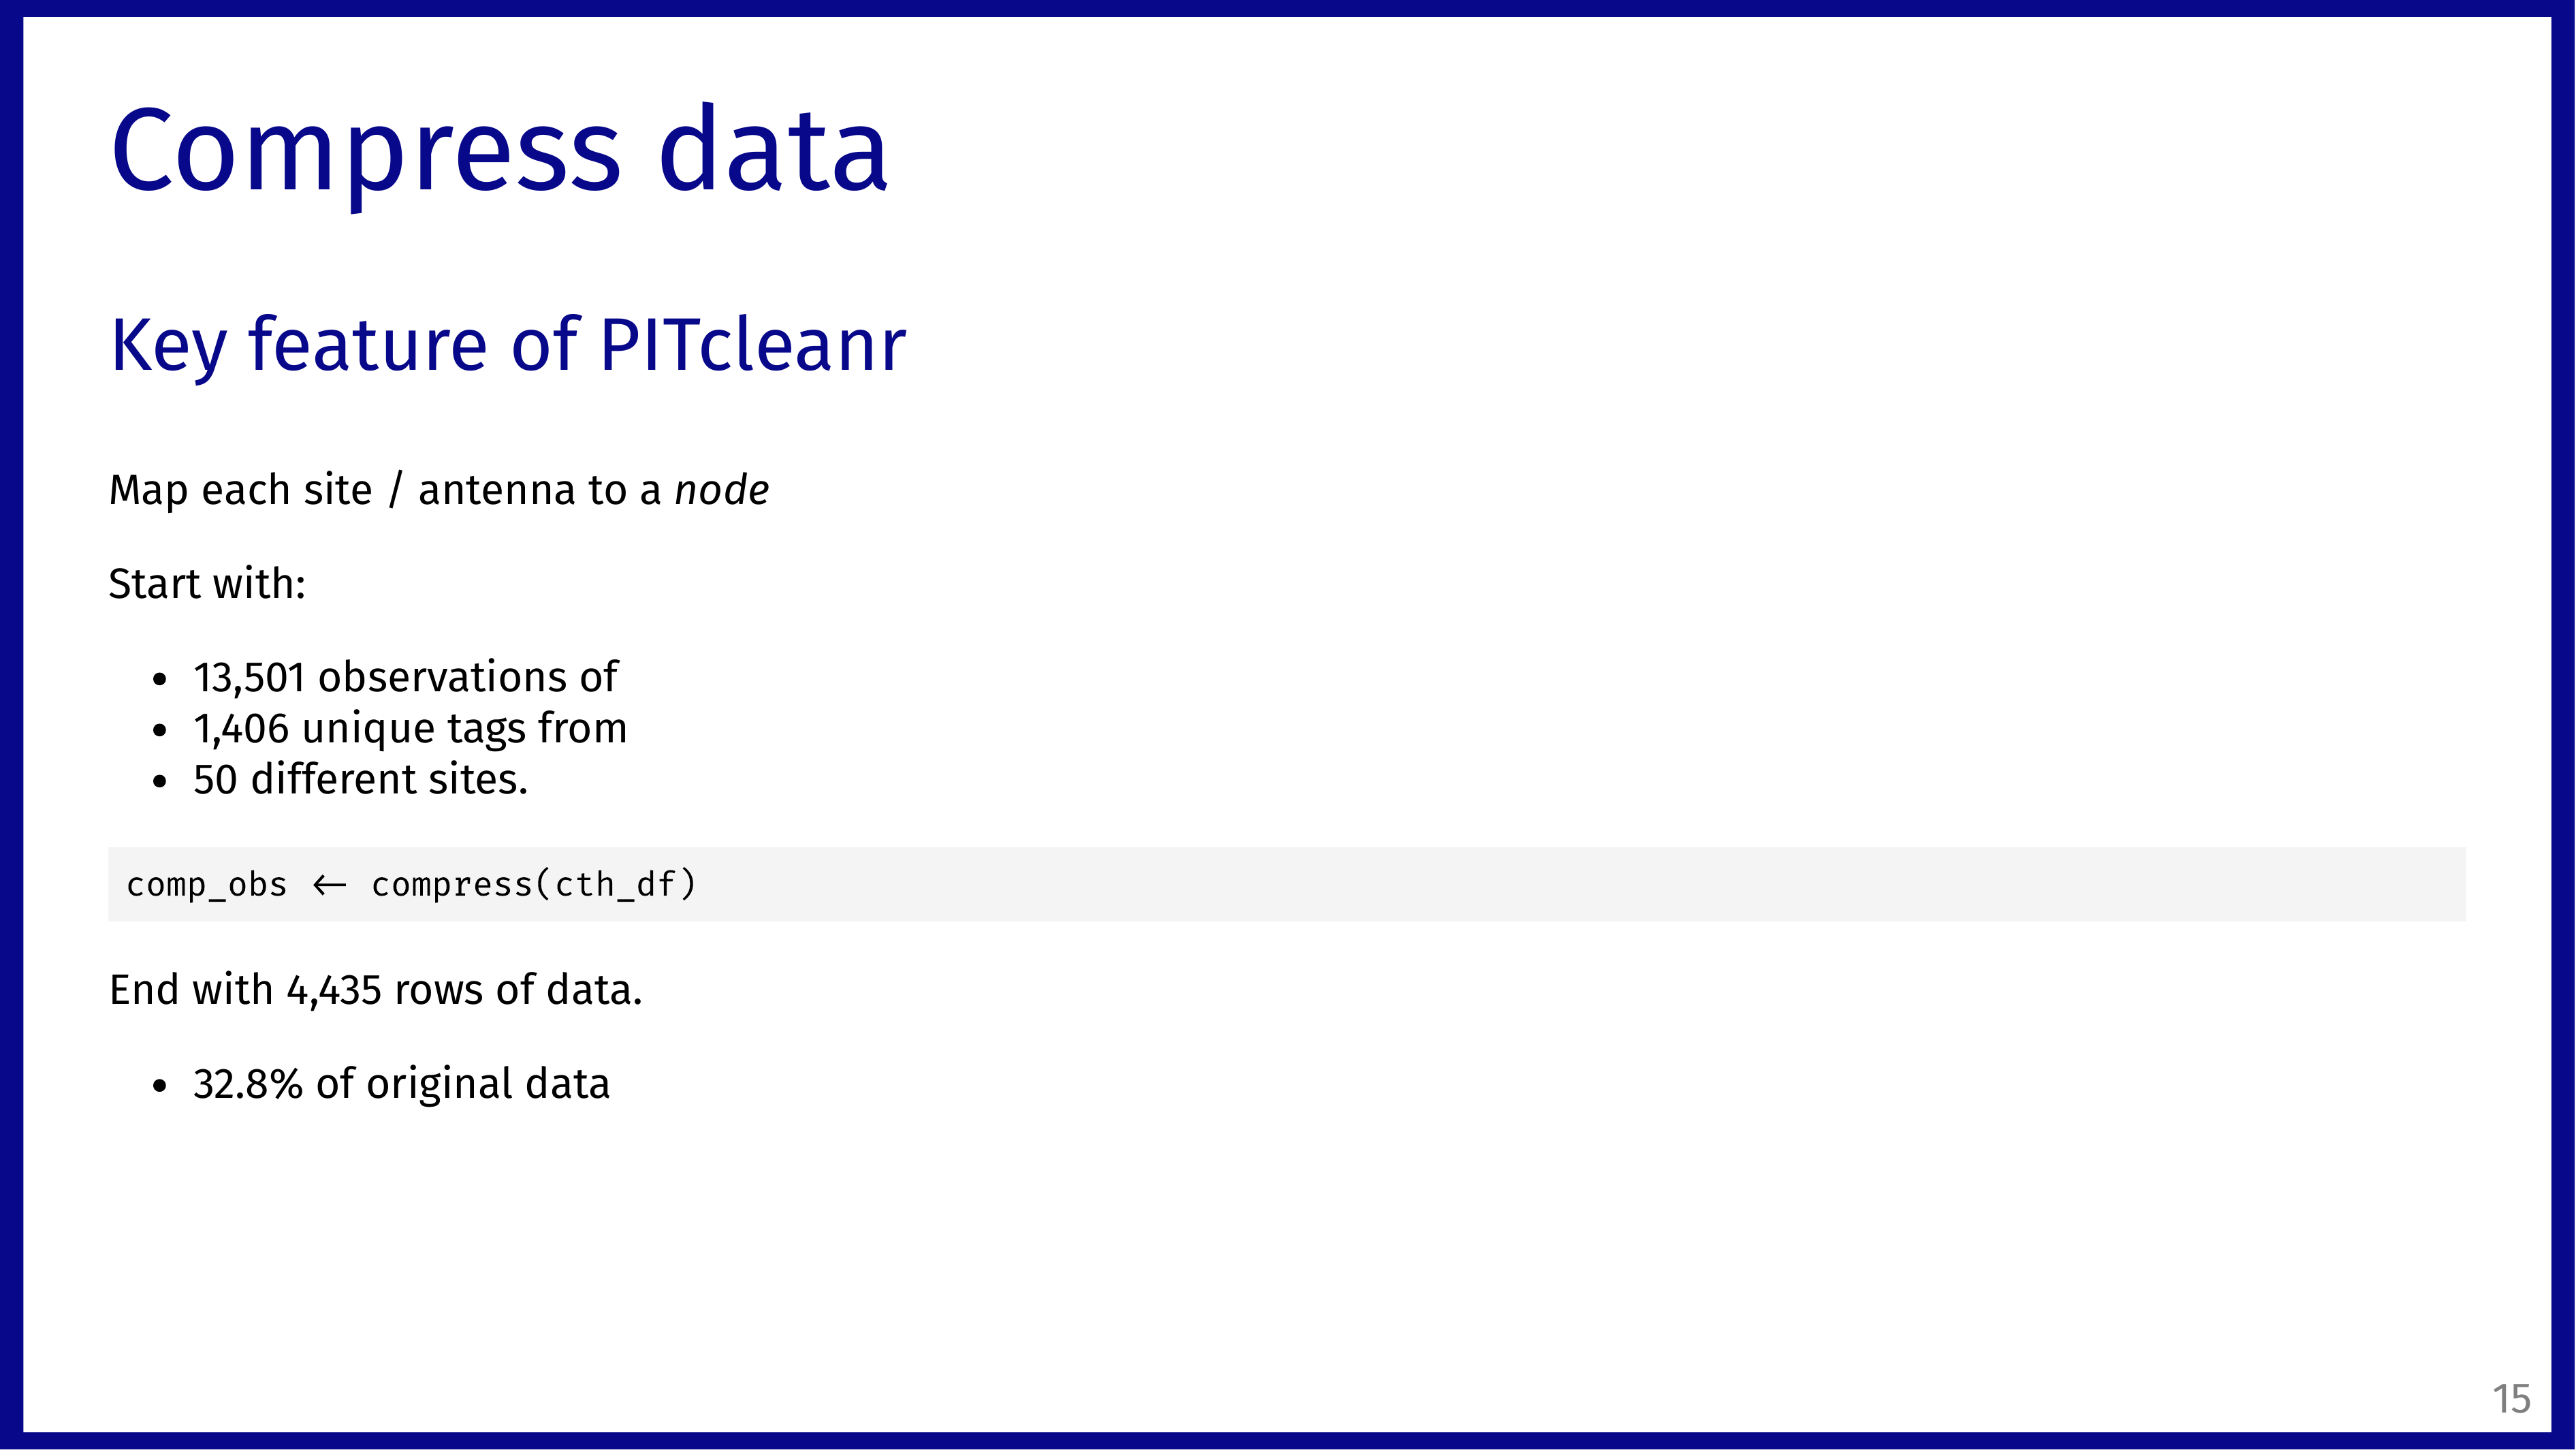 Compress data
Key feature of PITcleanr
Map each site / antenna to a node
Start with:
• 13,501 observations of
• 1,406 unique tags from
• 50 different sites.
comp_obs ← compress(cth_df)
End with 4,435 rows of data.
• 32.8% of original data
15